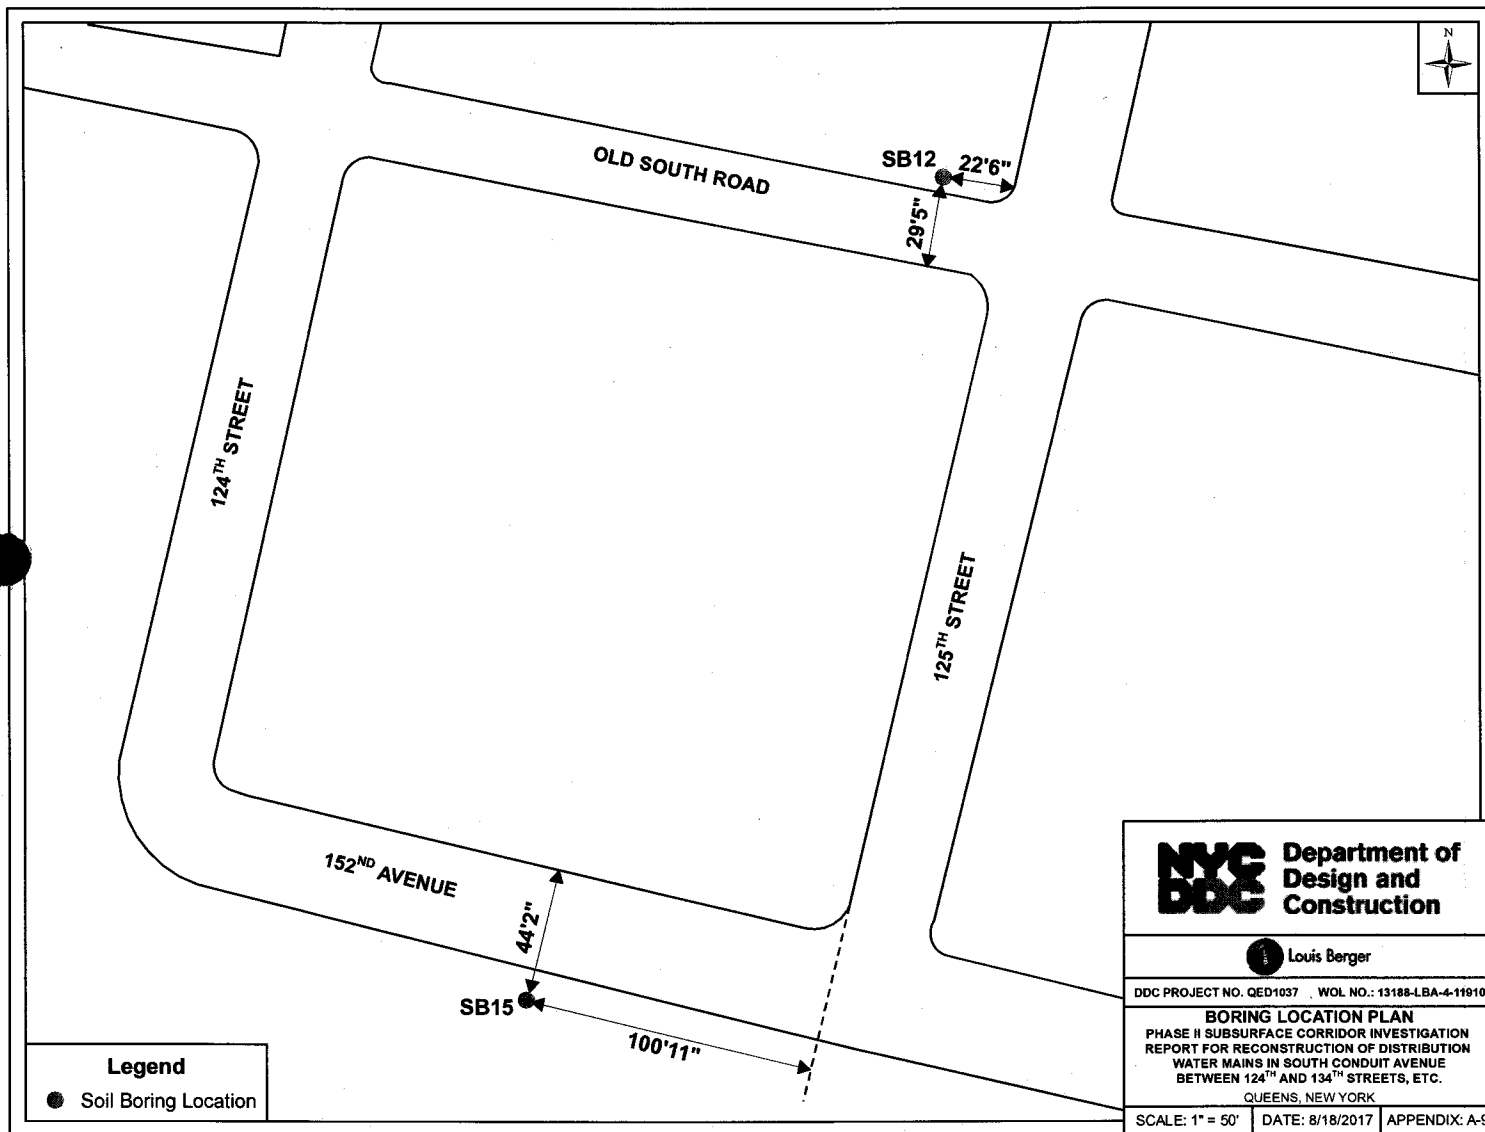 N
OLD SOUTH ROAD
SB12
22'6"
29'5"
124TH STREET
125TH STREET
152ND AVENUE
44'2"
SB15
100'11"
Legend
Soil Boring Location
NYC
DDC
Department of
Design and
Construction
Louis Berger
DDC PROJECT NO. QED1037 WOL NO.: 13188-LBA-4-11910
BORING LOCATION PLAN
PHASE II SUBSURFACE CORRIDOR INVESTIGATION
REPORT FOR RECONSTRUCTION OF DISTRIBUTION
WATER MAINS IN SOUTH CONDUIT AVENUE
BETWEEN 124TH AND 134TH STREETS, ETC.
QUEENS, NEW YORK
SCALE: 1" = 50' DATE: 8/18/2017 APPENDIX: A-9